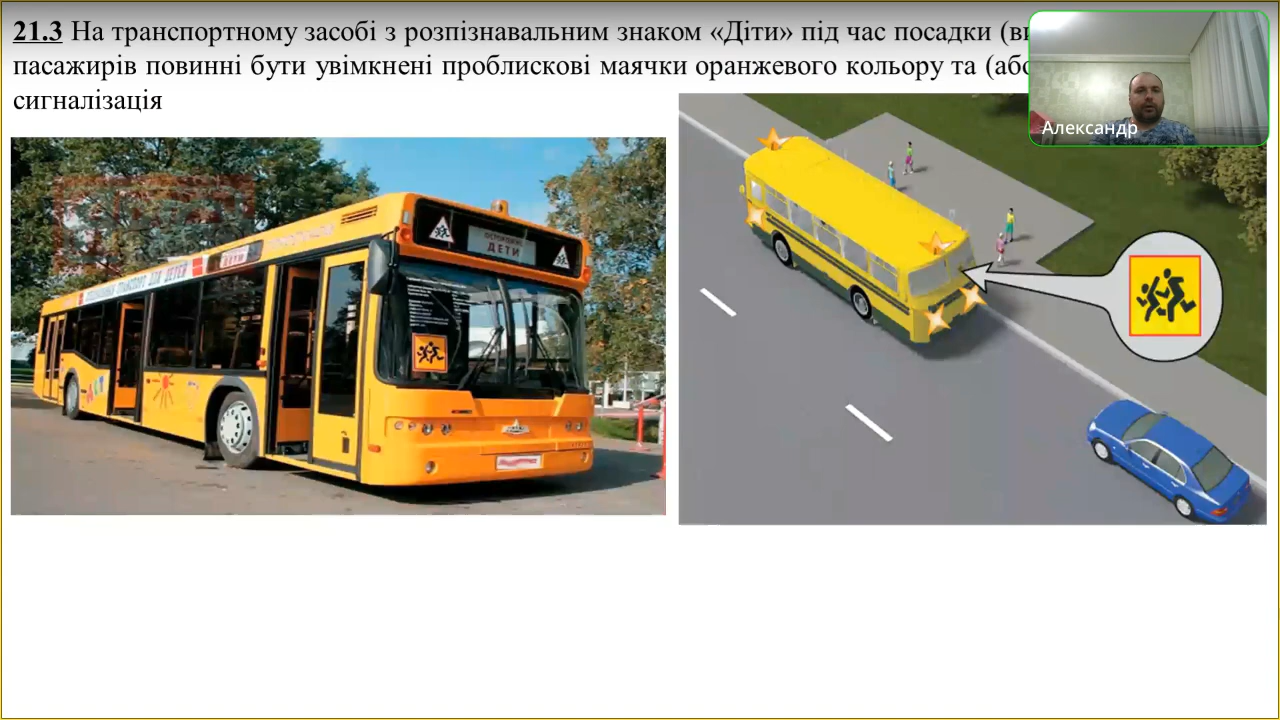 21.3 На транспортному засобі з розпізнавальним знаком «Діти» під час посадки
пасажирів повинні бути увімкнені проблискові маячки оранжевого кольору та (або
сигналізація
Александр
ДЕТИ